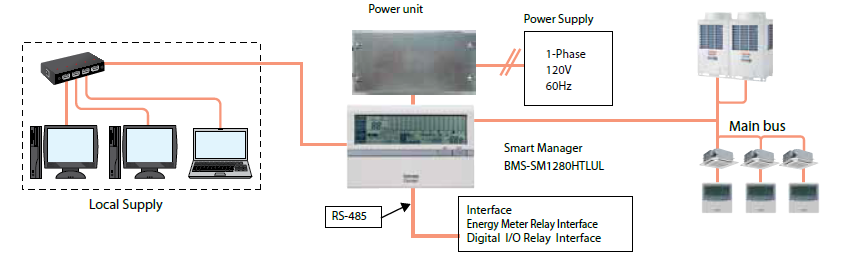 Power unit
Power Supply
1-Phase
120V
60Hz
Main bus
Smart Manager
BMS-SM1280HTLUL
Local Supply
RS-485
Interface
Energy Meter Relay Interface
Digital I/O Relay Interface